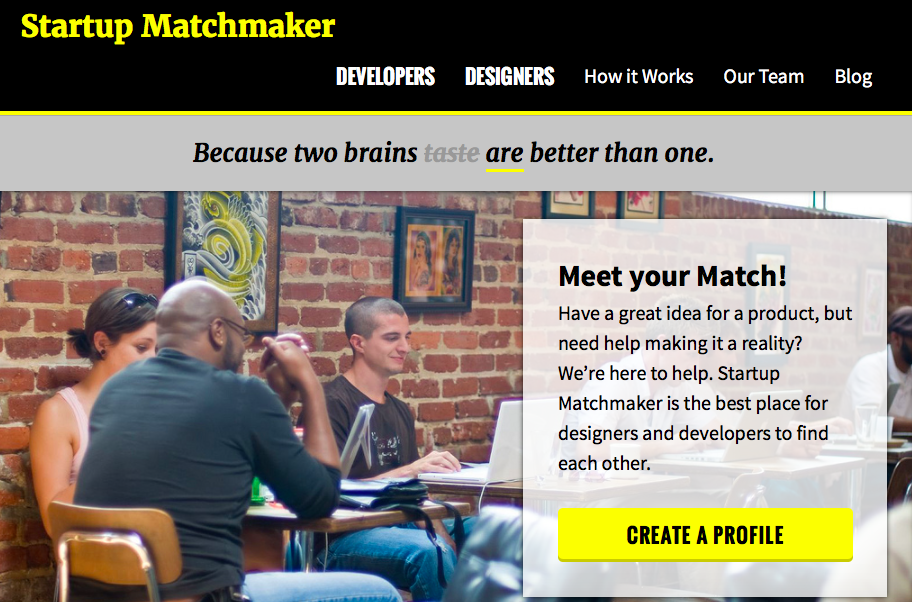 Startup Matchmaker
DEVELOPERS DESIGNERS How it Works Our Team Blog
Because two brains taste are better than one.
Meet your Match!
Have a great idea for a product, but
need help making it a reality?
We're here to help. Startup
Matchmaker is the best place for
designers and developers to find
each other.
CREATE A PROFILE